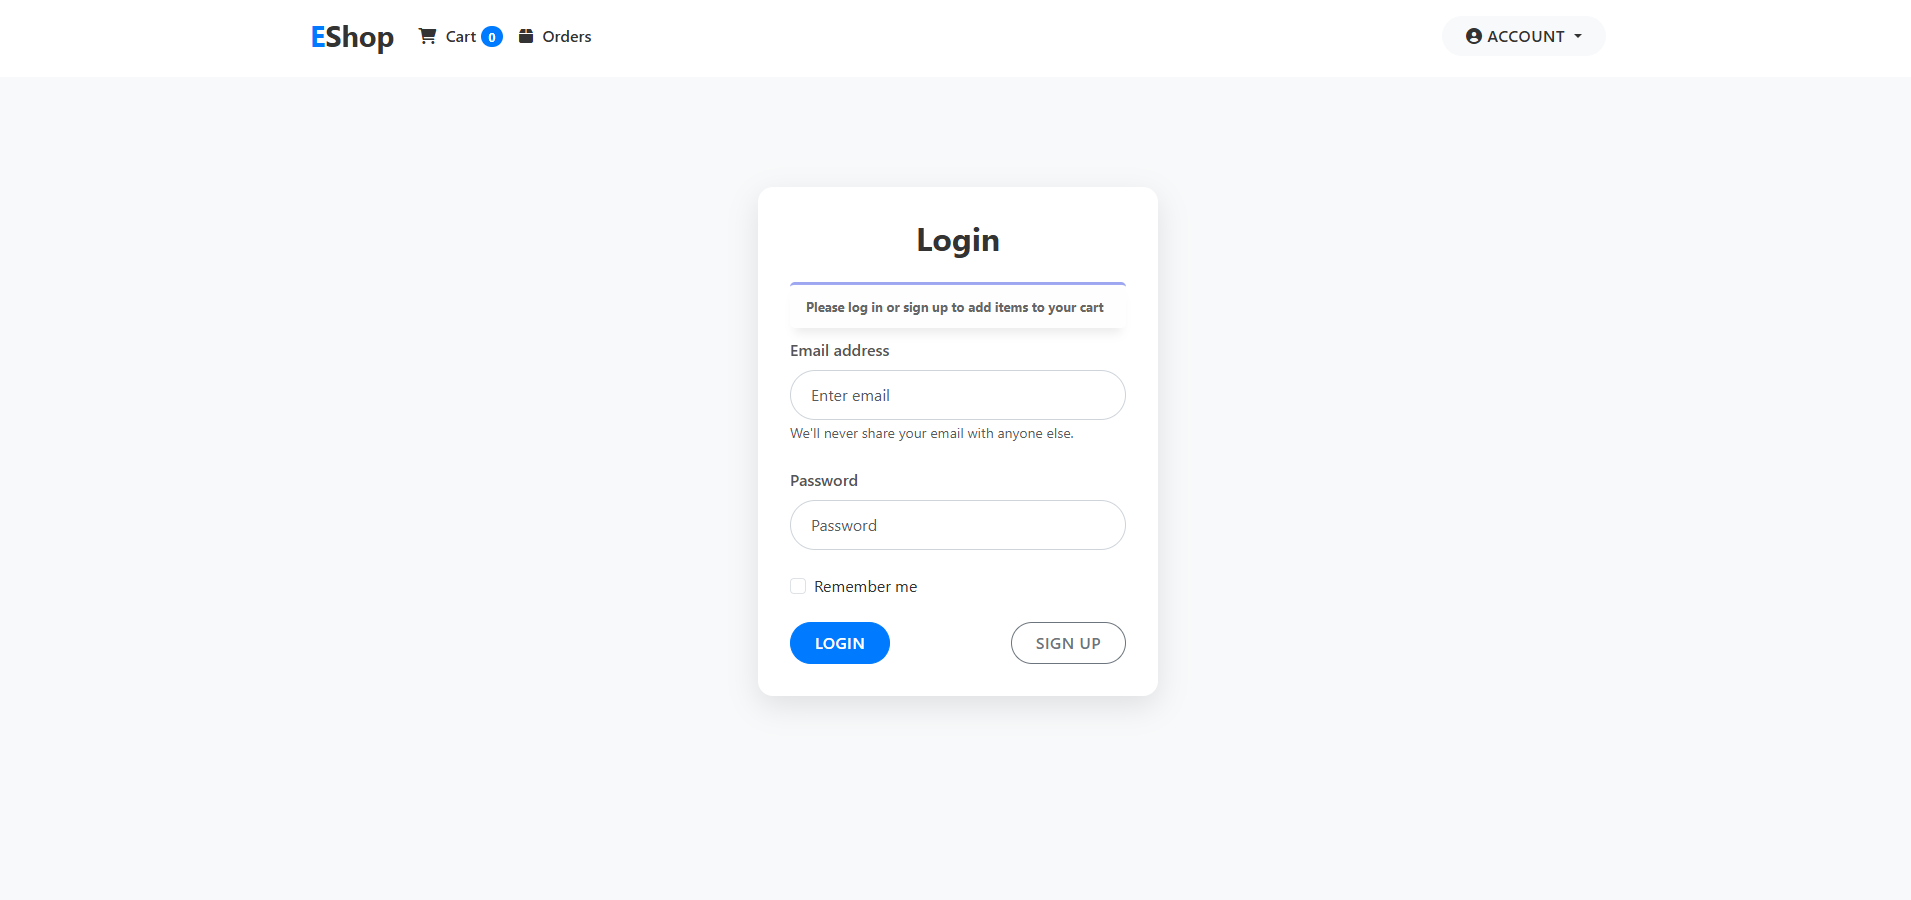 EShop Cart 0 Orders ACCOUNT
Login
Please log in or sign up to add items to your cart
Email address
Enter email
We'll never share your email with anyone else.
Password
Password
Remember me
LOGIN SIGN UP